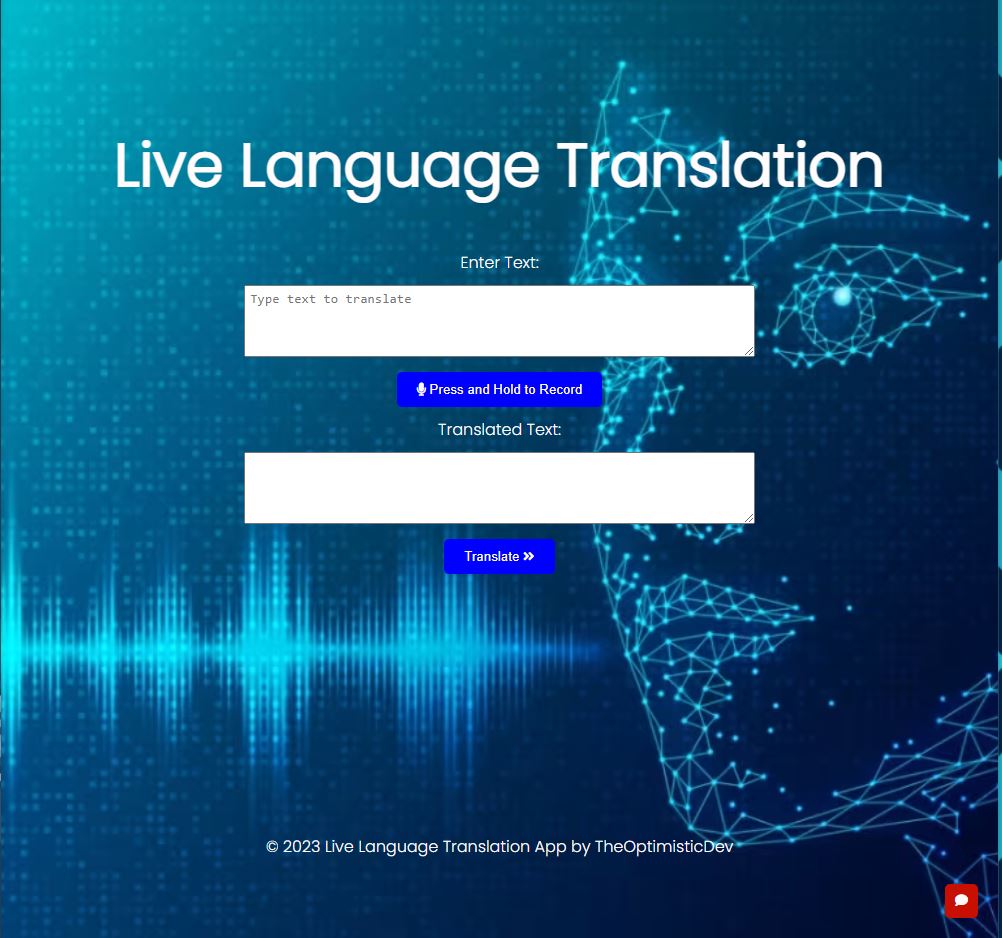 Live Language Translation
Enter Text:
Type text to translate
Press and Hold to Record
Translated Text:
Translate
© 2023 Live Language Translation App by TheOptimisticDev